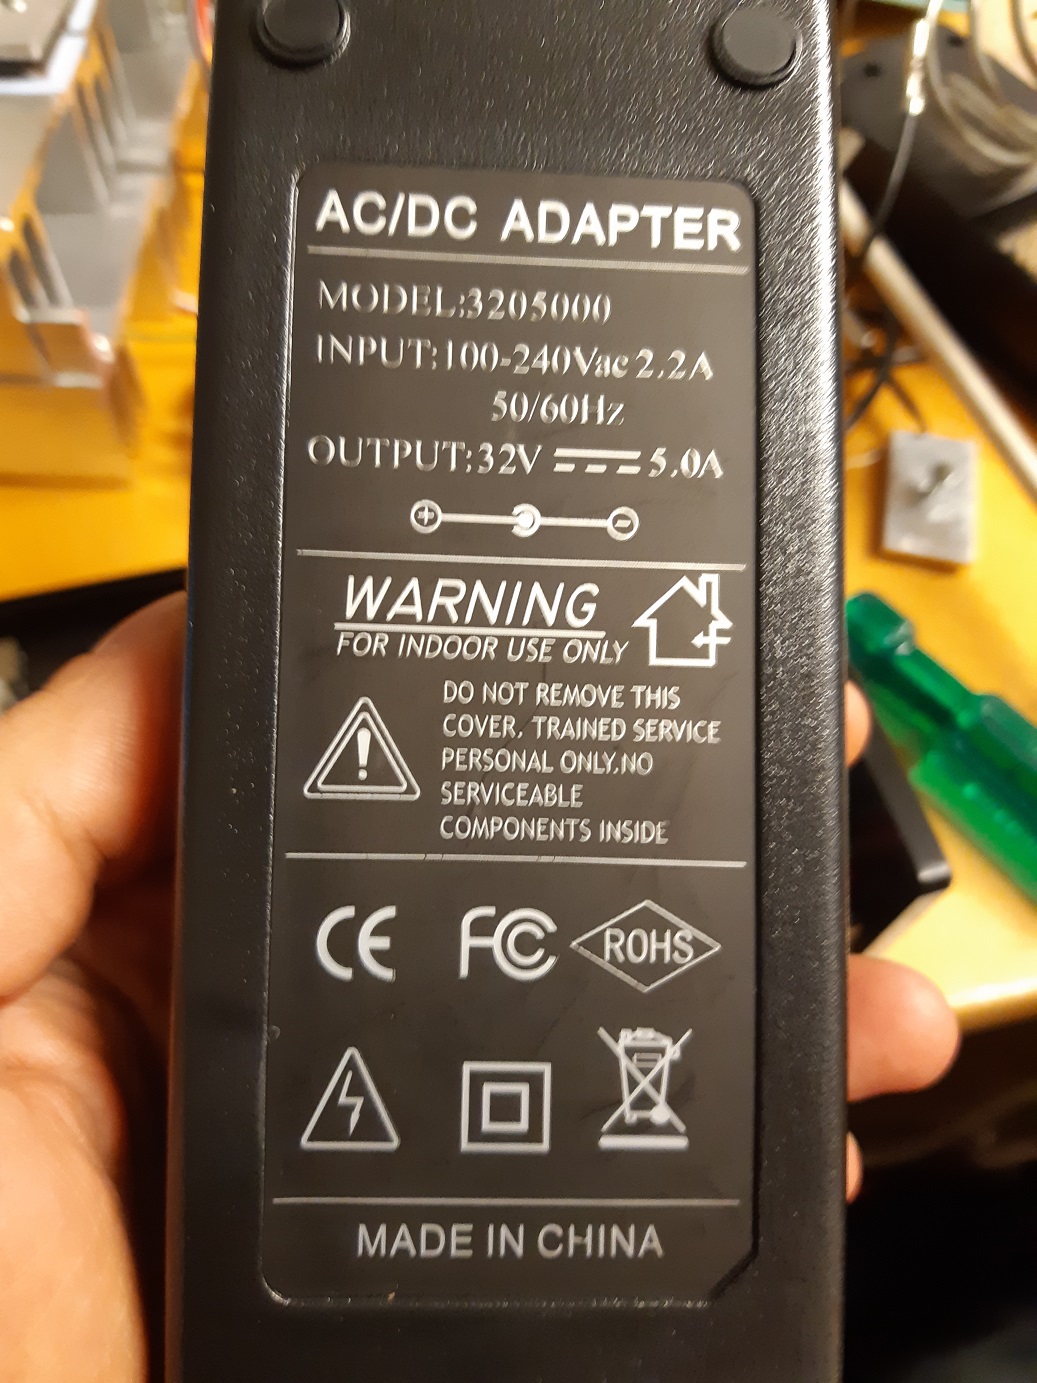 AC/DC ADAPTER
MODEL:3205000
INPUT:100-240Vac 2.2A
50/60Hz
OUTPUT:32V 5.0A
WARNING
FOR INDOOR USE ONLY
DO NOT REMOVE THIS
COVER. TRAINED SERVICE
PERSONAL ONLY.NO
SERVICEABLE
COMPONENTS INSIDE
CE FC ROHS
MADE IN CHINA